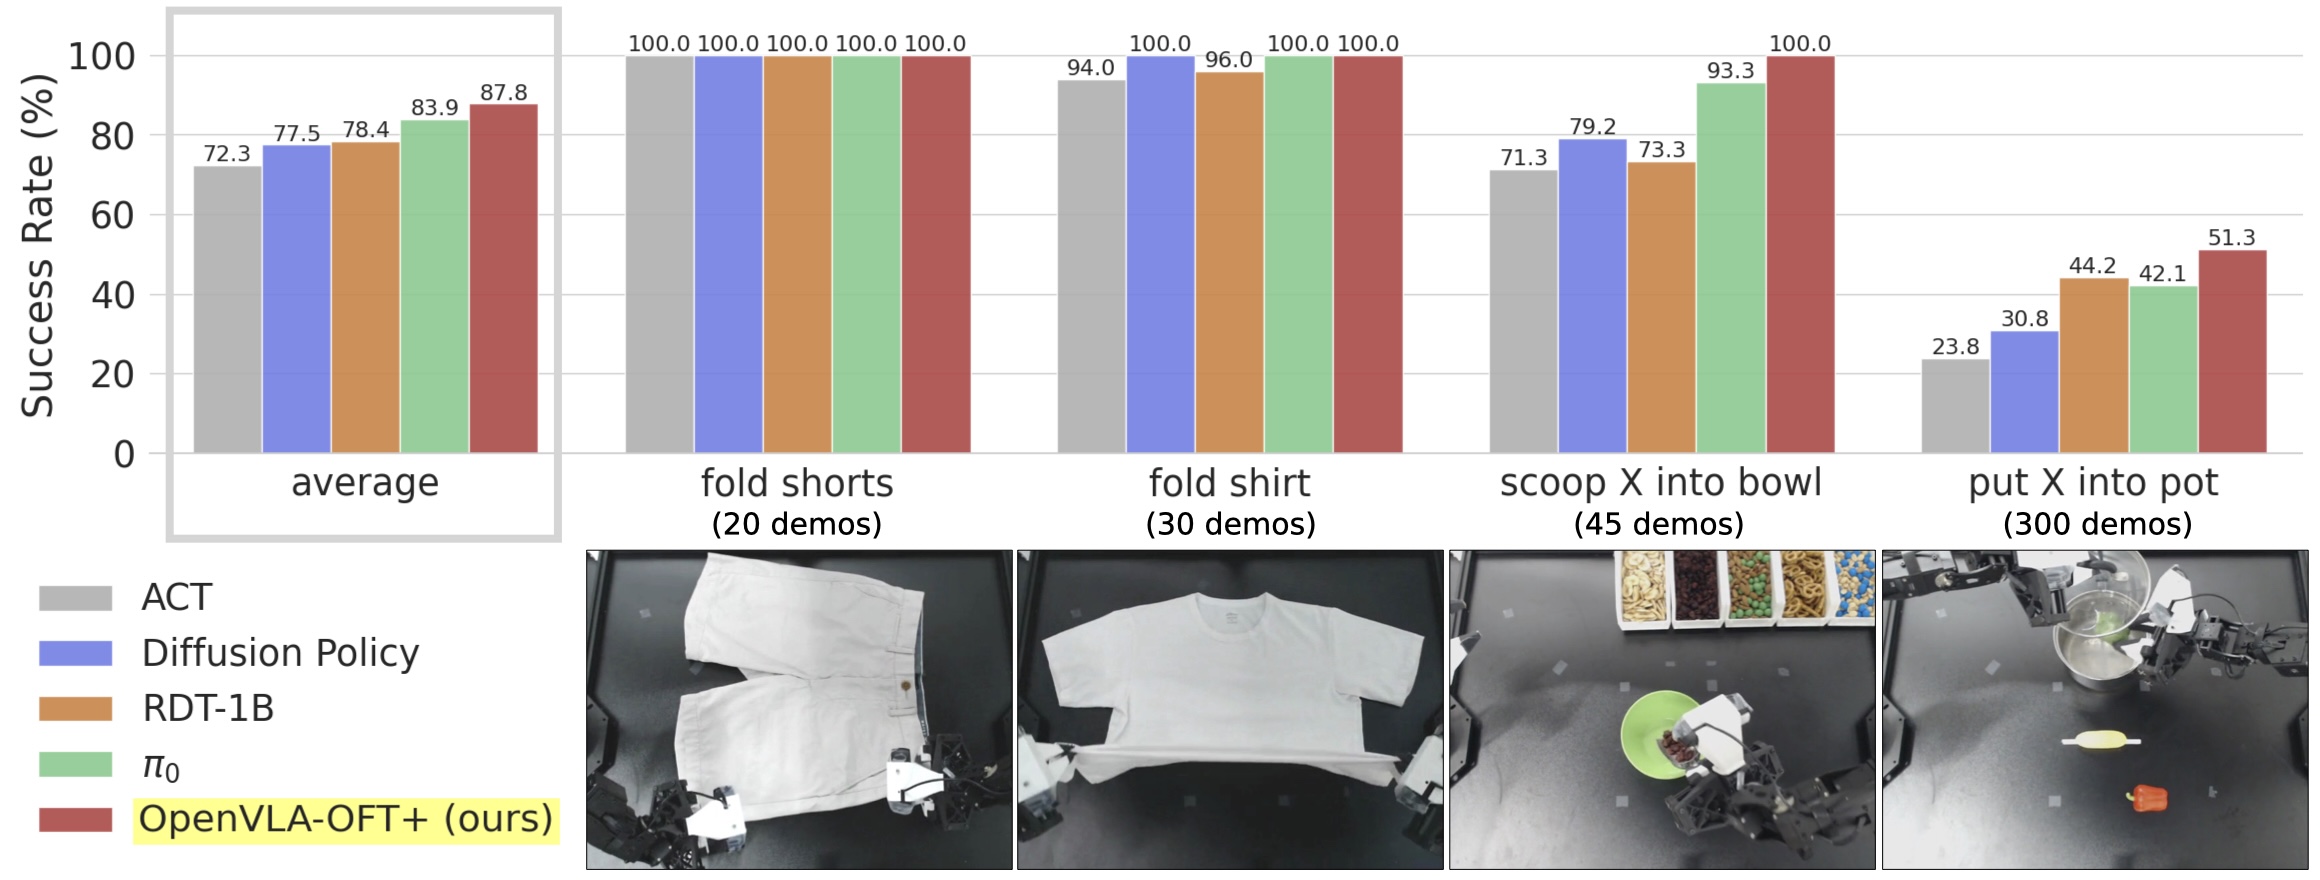 Success Rate (%)
100
80
60
40
20
0
72.3 77.5 78.4 83.9 87.8
100.0 100.0 100.0 100.0 100.0
94.0 100.0 96.0 100.0 100.0
71.3 79.2 73.3 93.3 100.0
23.8 30.8 44.2 42.1 51.3
average
fold shorts
(20 demos)
fold shirt
(30 demos)
scoop X into bowl
(45 demos)
put X into pot
(300 demos)
ACT
Diffusion Policy
RDT-1B
π₀
OpenVLA-OFT+ (ours)